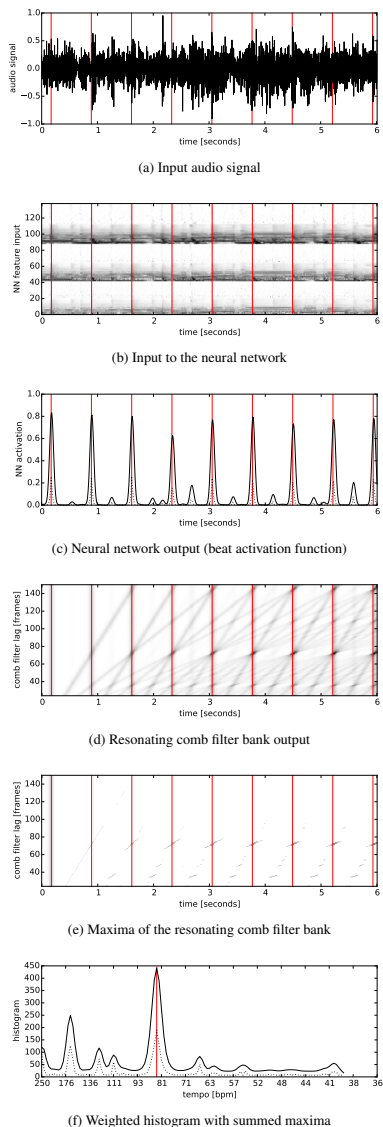 1.0
0.5
0.0
−0.5
−1.0
audio signal
0 1 2 3 4 5 6
time [seconds]
(a) Input audio signal
120
100
80
60
40
20
0
NN feature input
0 1 2 3 4 5 6
time [seconds]
(b) Input to the neural network
1.0
0.8
0.6
0.4
0.2
0.0
NN activation
0 1 2 3 4 5 6
time [seconds]
(c) Neural network output (beat activation function)
140
120
100
80
60
40
comb filter lag [frames]
0 1 2 3 4 5 6
time [seconds]
(d) Resonating comb filter bank output
140
120
100
80
60
40
comb filter lag [frames]
0 1 2 3 4 5 6
time [seconds]
(e) Maxima of the resonating comb filter bank
450
400
350
300
250
200
150
100
50
0
histogram
250 176 136 111 93 81 71 63 57 52 48 44 41 38 36
tempo [bpm]
(f) Weighted histogram with summed maxima